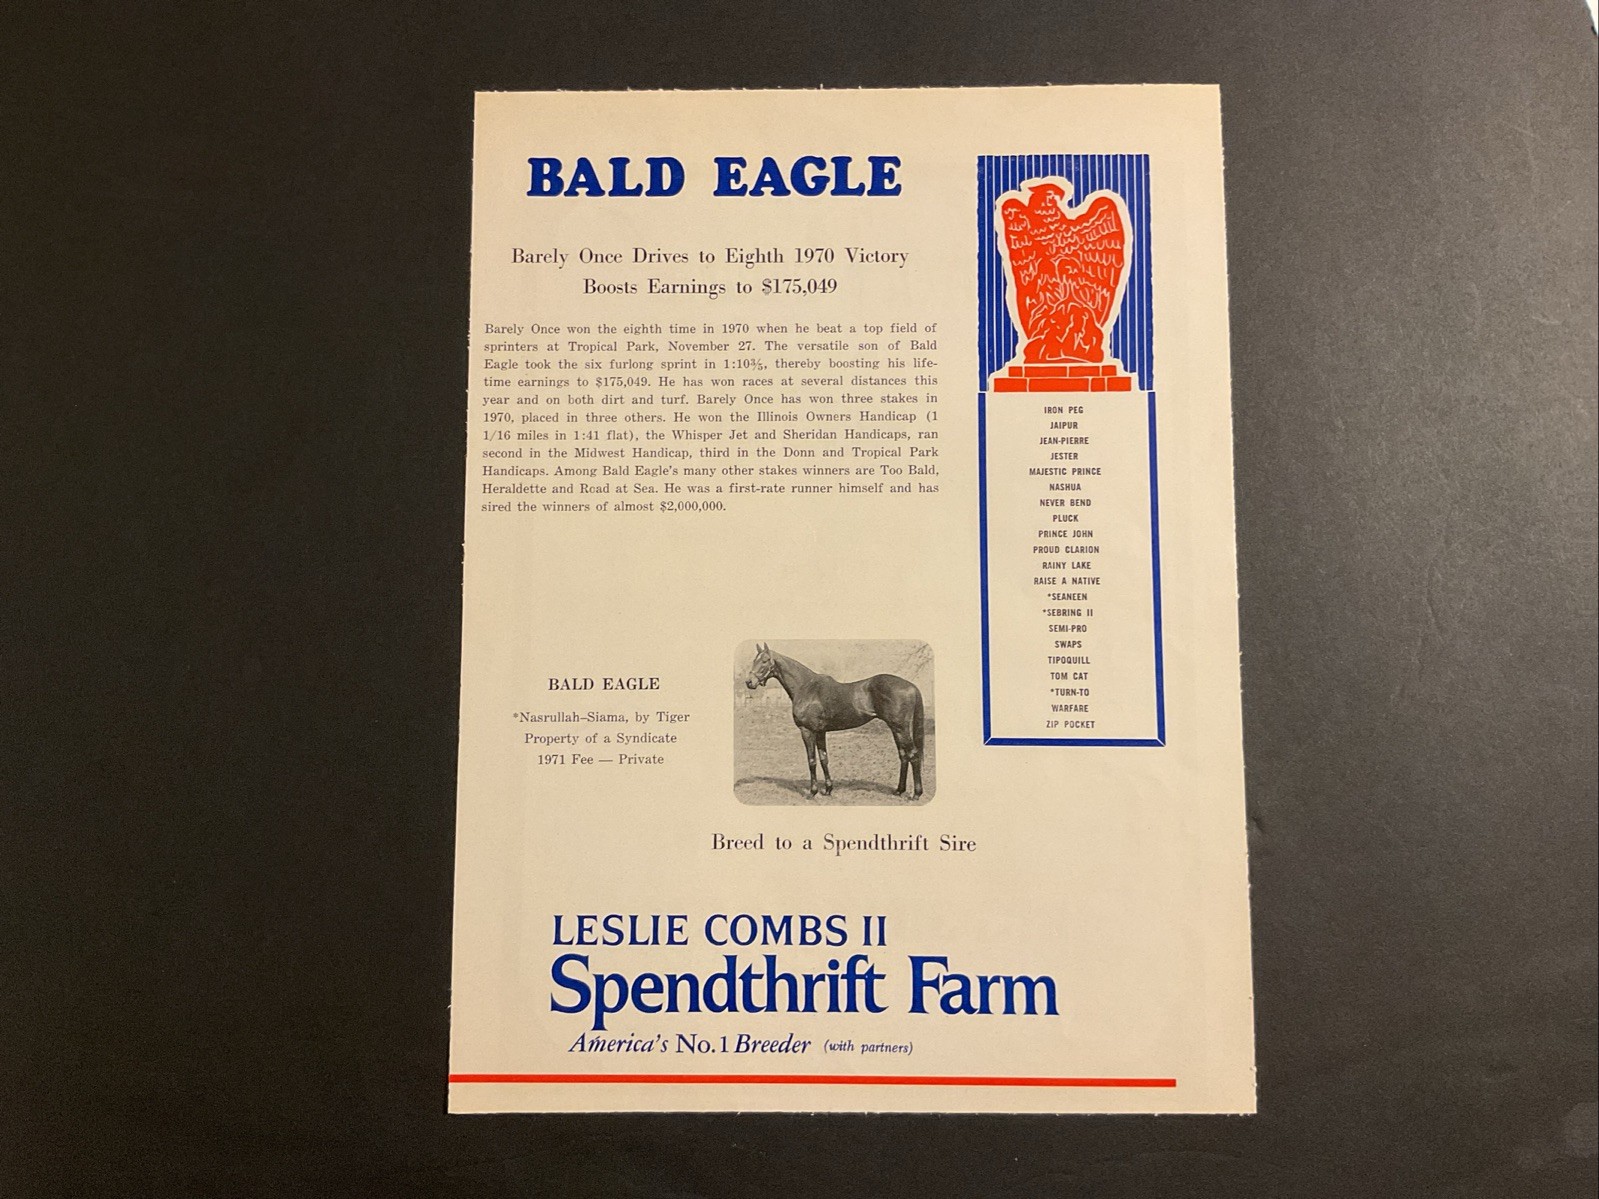 BALD EAGLE
Barely Once Drives to Eighth 1970 Victory
Boosts Earnings to $175,049
Barely Once won the eighth time in 1970 when he beat a top field of
sprinters at Tropical Park, November 27. The versatile son of Bald
Eagle took the six furlong sprint in 1:10⅗, thereby boosting his life-
time earnings to $175,049. He has won races at several distances this
year and on both dirt and turf. Barely Once has won three stakes in
1970, placed in three others. He won the Illinois Owners Handicap (1
1/16 miles in 1:41 flat), the Whisper Jet and Sheridan Handicaps, ran
second in the Midwest Handicap, third in the Donn and Tropical Park
Handicaps. Among Bald Eagle's many other stakes winners are Too Bald,
Heraldette and Road at Sea. He was a first-rate runner himself and has
sired the winners of almost $2,000,000.
BALD EAGLE
*Nasrullah–Siama, by Tiger
Property of a Syndicate
1971 Fee — Private
Breed to a Spendthrift Sire
IRON PEG
JAIPUR
JEAN-PIERRE
JESTER
MAJESTIC PRINCE
NASHUA
NEVER BEND
PLUCK
PRINCE JOHN
PROUD CLARION
RAINY LAKE
RAISE A NATIVE
*SEANEEN
*SEBRING II
SEMI-PRO
SWAPS
TIPOQUILL
TOM CAT
*TURN-TO
WARFARE
ZIP POCKET
LESLIE COMBS II
Spendthrift Farm
America's No. 1 Breeder (with partners)